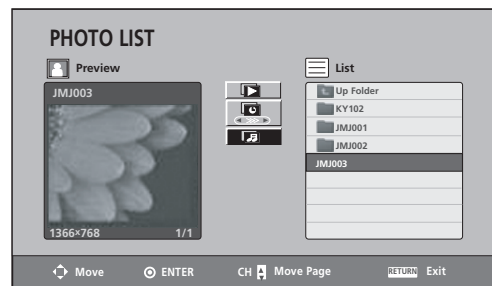 PHOTO LIST
Preview
JMJ003
1366×768
1/1
List
Up Folder
KY102
JMJ001
JMJ002
JMJ003
Move
ENTER
CH Move Page
RETURN Exit